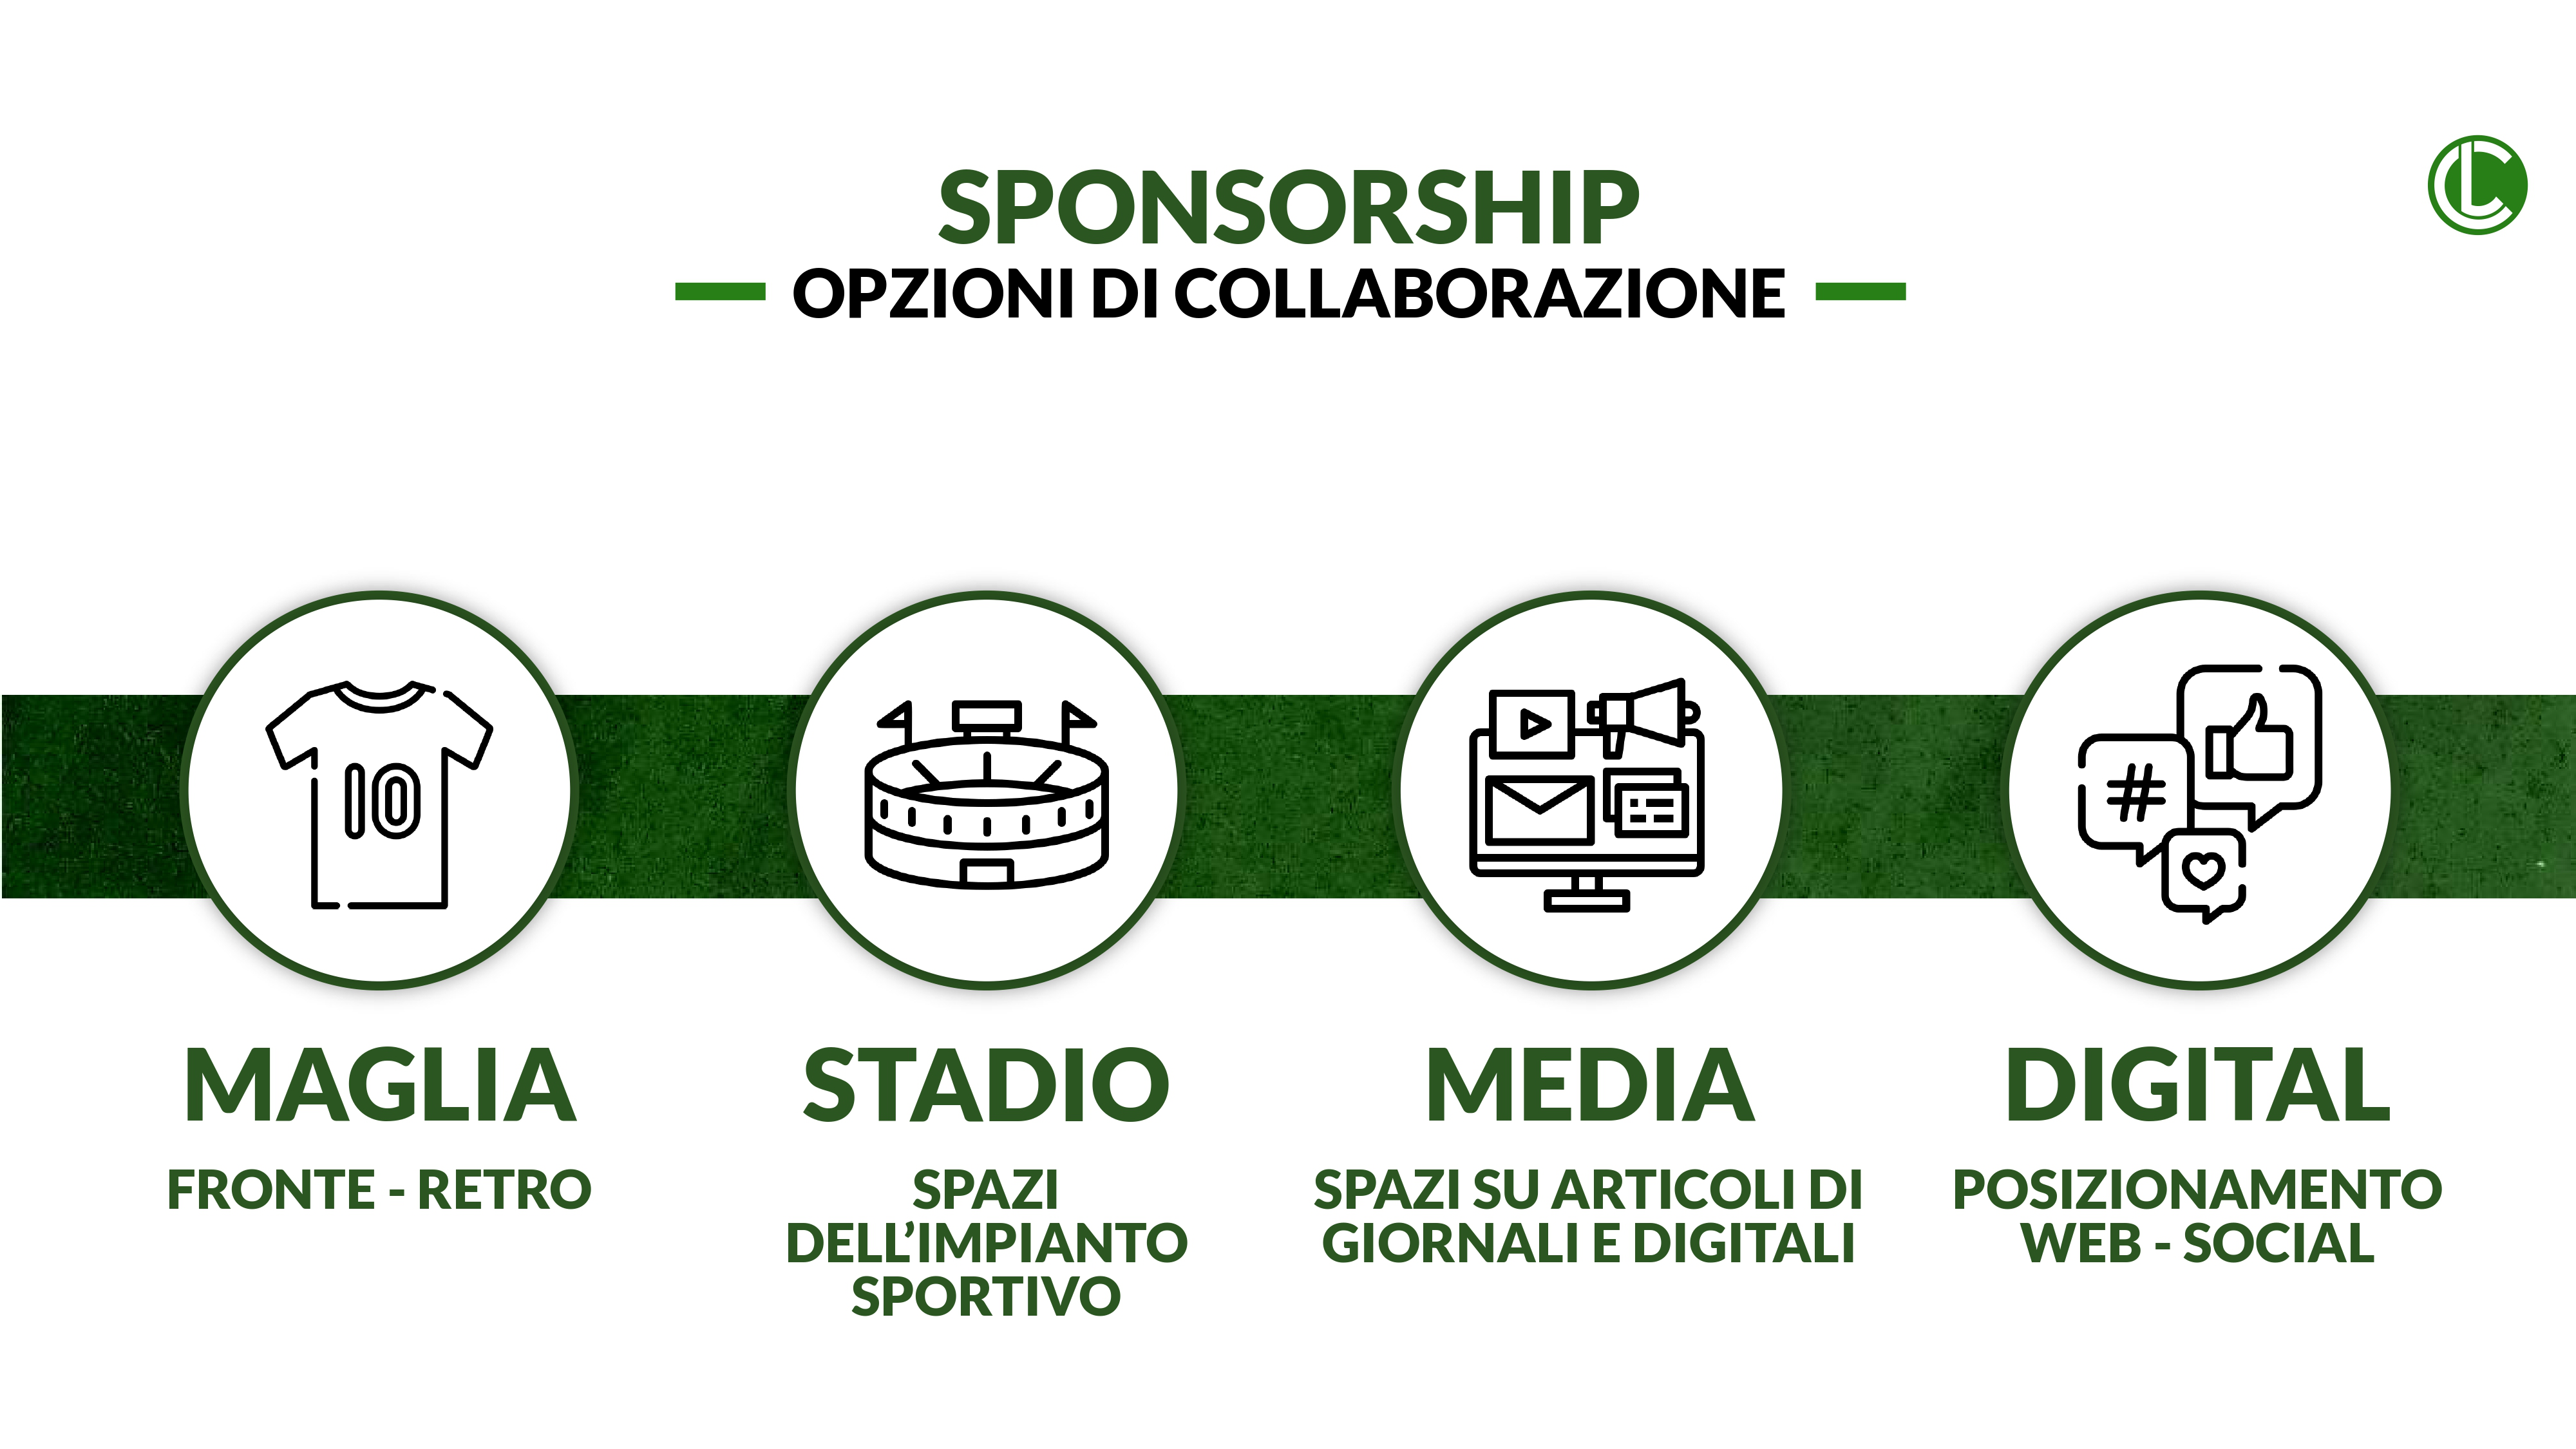 SPONSORSHIP
OPZIONI DI COLLABORAZIONE
10
#
MAGLIA
FRONTE - RETRO
STADIO
SPAZI
DELL’IMPIANTO
SPORTIVO
MEDIA
SPAZI SU ARTICOLI DI
GIORNALI E DIGITALI
DIGITAL
POSIZIONAMENTO
WEB - SOCIAL